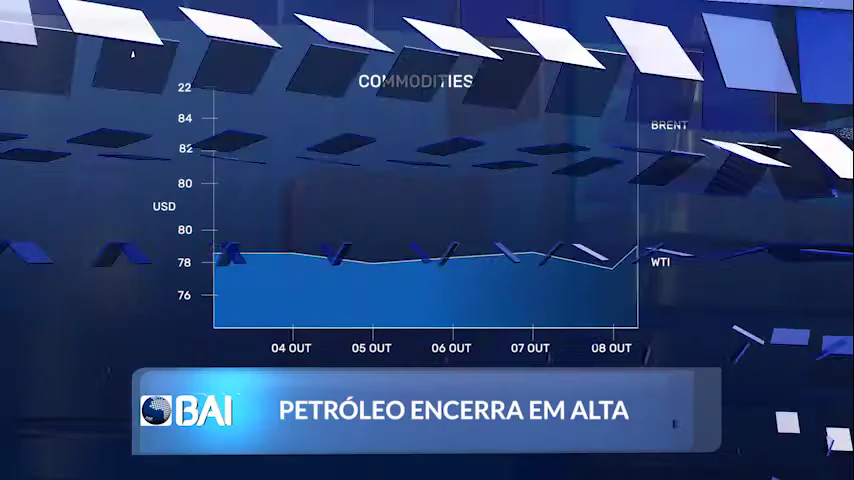 COMMODITIES
22
84
82
80
80
78
76
USD
BRENT
WTI
04 OUT 05 OUT 06 OUT 07 OUT 08 OUT
BAI
PETRÓLEO ENCERRA EM ALTA